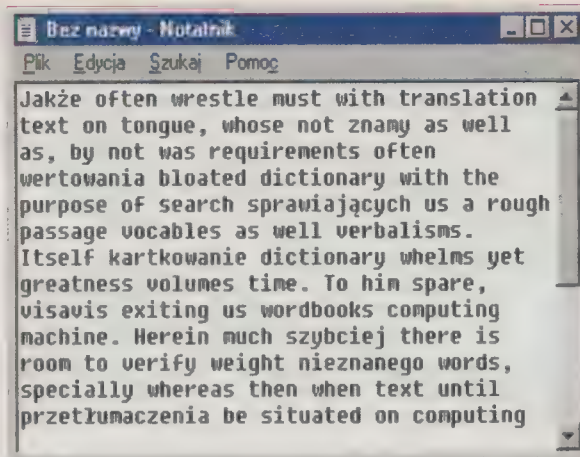 Bez nazwy - Notatnik
Plik Edycja Szukaj Pomoc
Jakże often wrestle must with translation
text on tongue, whose not znamy as well
as, by not was requirements often
wertowania bloated dictionary with the
purpose of search sprawiających us a rough
passage vocables as well verbalisms.
Itself kartkowanie dictionary whelms yet
greatness volumes time. To him spare,
visavis exiting us wordbooks computing
machine. Herein much szybciej there is
room to verify weight nieznanego words,
specially whereas then when text until
przetłumaczenia be situated on computing